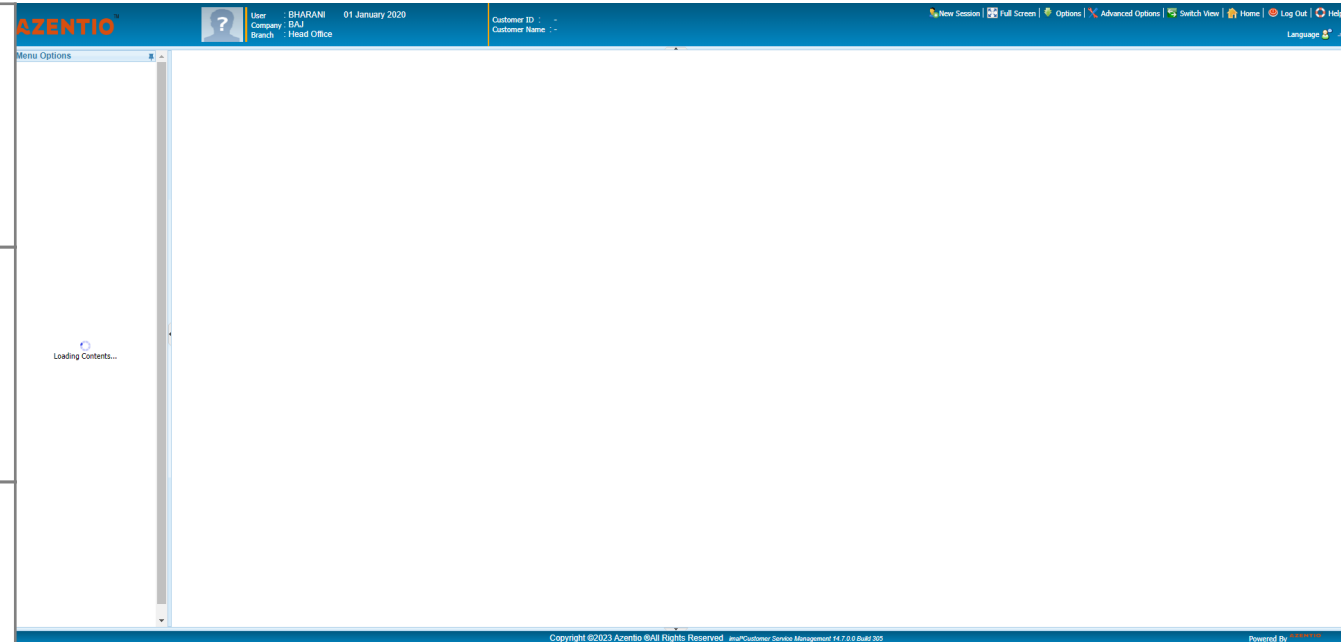 AZENTIO™
User : BHARANI 01 January 2020
Company : BAJ
Branch : Head Office
Customer ID : -
Customer Name : -
New Session | Full Screen | Options | Advanced Options | Switch View | Home | Log Out | Help
Language
Menu Options
Loading Contents...
Copyright ©2023 Azentio ®All Rights Reserved imal®Customer Service Management 14.7.0.0 Build 305
Powered By AZENTIO